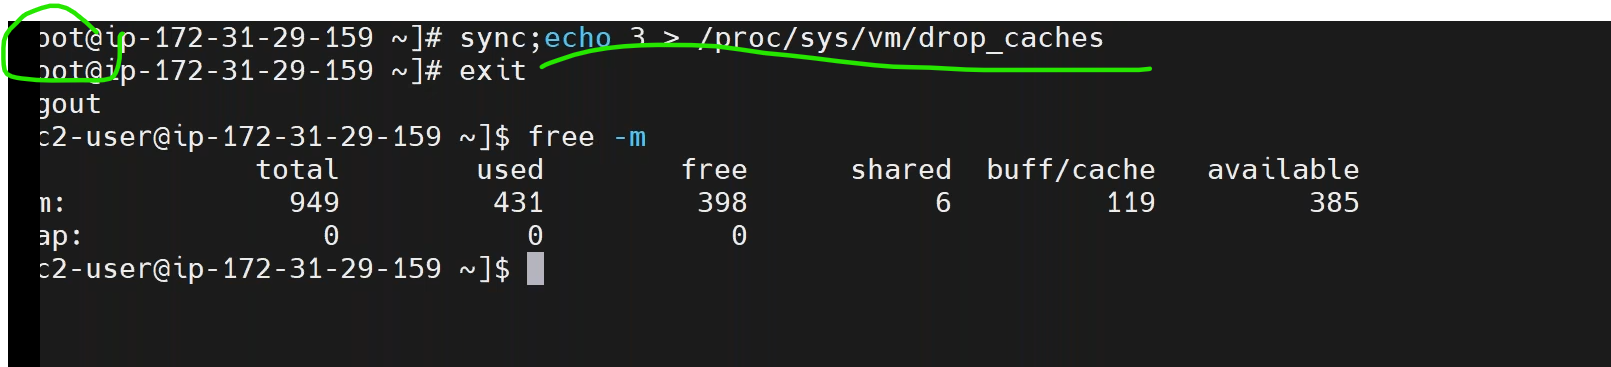 oot@ip-172-31-29-159 ~]# sync;echo 3 > /proc/sys/vm/drop_caches
oot@ip-172-31-29-159 ~]# exit
gout
c2-user@ip-172-31-29-159 ~]$ free -m
total used free shared buff/cache available
m: 949 431 398 6 119 385
ap: 0 0 0
c2-user@ip-172-31-29-159 ~]$